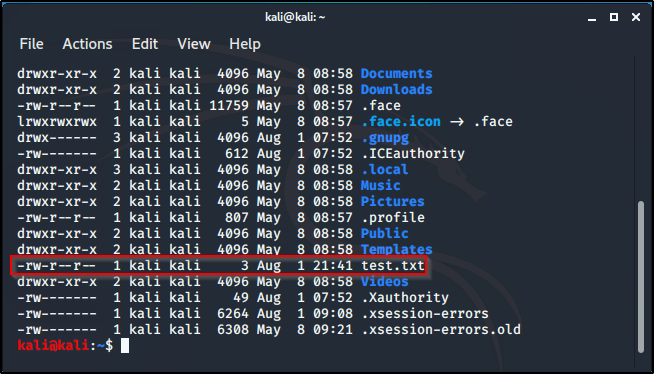 kali@kali: ~
File Actions Edit View Help
drwxr-xr-x 2 kali kali 4096 May 8 08:58 Documents
drwxr-xr-x 2 kali kali 4096 May 8 08:58 Downloads
-rw-r--r-- 1 kali kali 11759 May 8 08:57 .face
lrwxrwxrwx 1 kali kali 5 May 8 08:57 .face.icon -> .face
drwx------ 3 kali kali 4096 Aug 1 07:52 .gnupg
-rw------- 1 kali kali 612 Aug 1 07:52 .ICEauthority
drwxr-xr-x 3 kali kali 4096 May 8 08:58 .local
drwxr-xr-x 2 kali kali 4096 May 8 08:58 Music
drwxr-xr-x 2 kali kali 4096 May 8 08:58 Pictures
-rw-r--r-- 1 kali kali 807 May 8 08:57 .profile
drwxr-xr-x 2 kali kali 4096 May 8 08:58 Public
drwxr-xr-x 2 kali kali 4096 May 8 08:58 Templates
-rw-r--r-- 1 kali kali 3 Aug 1 21:41 test.txt
drwxr-xr-x 2 kali kali 4096 May 8 08:58 Videos
-rw------- 1 kali kali 49 Aug 1 07:52 .Xauthority
-rw------- 1 kali kali 6264 Aug 1 09:08 .xsession-errors
-rw------- 1 kali kali 6308 May 8 09:21 .xsession-errors.old
kali@kali:~$